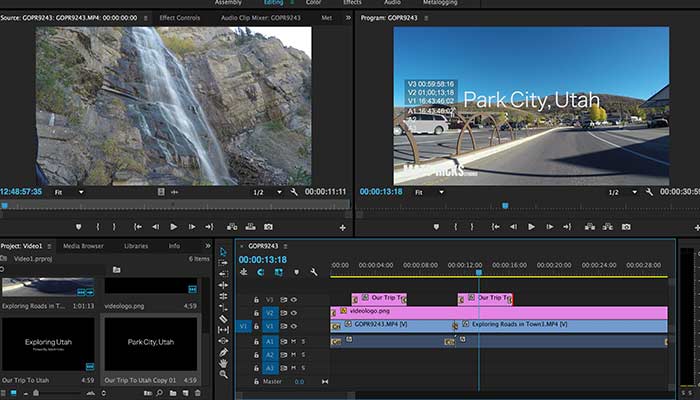 Assembly Editing Color Effects Audio Metalogging
Source: GOPR9243: GOPR9243.MP4: 00:00:00:00 Effect Controls Audio Clip Mixer: GOPR9243 Met
Program: GOPR9243
V3 00:59:58:16
V2 01:00:13:18
V1 16:43:46:02
A1 16:43:46:02
Park City, Utah
12:48:57:35 Fit 1/2 00:00:11:11
00:00:13:18 Fit 1/2 00:00:30:59
Project: Video1 Media Browser Libraries Info
Video1.prproj 6 Items
Exploring Roads in Tow... 1:01:13
videologo.png 4:59
Exploring Utah
Park City, Utah
Our Trip To Utah 4:59
Our Trip To Utah Copy 01 4:59
GOPR9243
00:00:13:18
:00:00 00:00:04:00 00:00:08:00 00:00:12:00 00:00:16:00 00:00:20:00 00:00:24:00 00:00:28:00
V3 Our Trip T Our Trip T
V2 videologo.png
V1 V1 GOPR9243.MP4 [V] Exploring Roads in Town3.MP4 [V]
A1 M S
A2 M S
A3 M S
Master 0.0